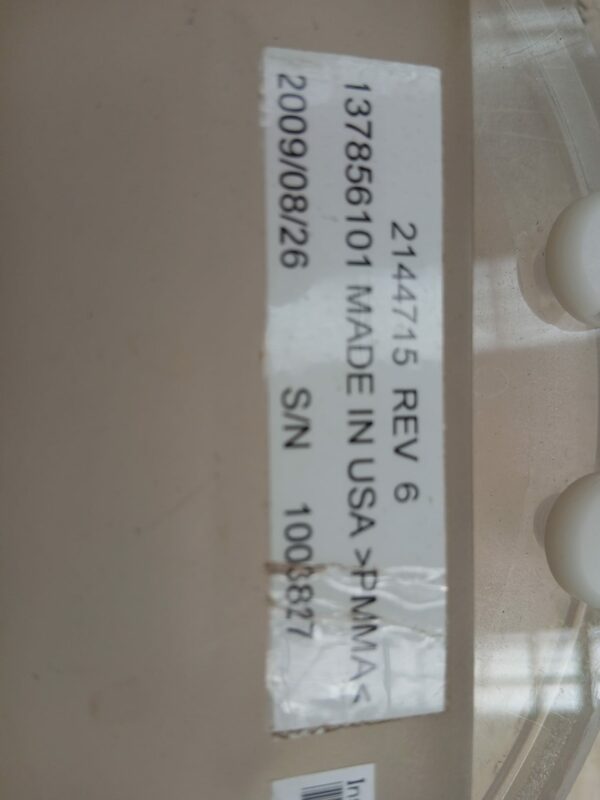 2144715 REV 6
137856101 MADE IN USA >PMMA<
2009/08/26 S/N 1003827